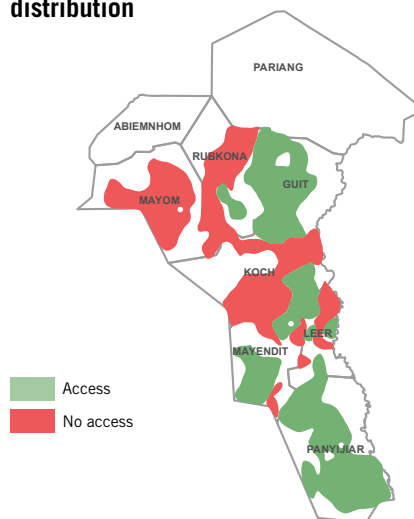 distribution
PARIANG
ABIEMNHOM
RUBKONA
GUIT
MAYOM
KOCH
LEER
MAYENDIT
Access
No access
PANYIJIAR